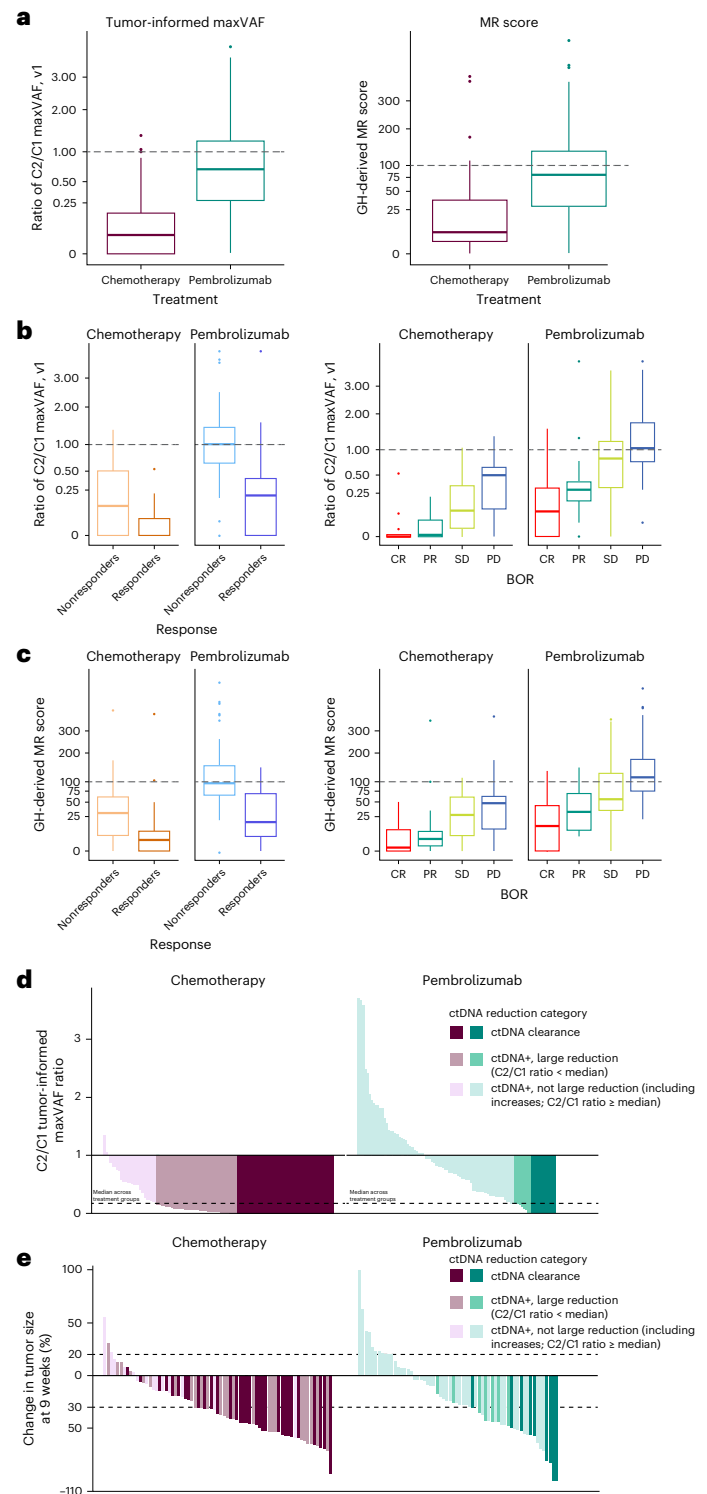 a
Tumor-informed maxVAF
MR score
Ratio of C2/C1 maxVAF, v1
3.00
2.00
1.00
0.50
0.25
0
Chemotherapy
Pembrolizumab
Treatment
GH-derived MR score
300
200
100
75
50
25
0
Chemotherapy
Pembrolizumab
Treatment
b
Chemotherapy
Pembrolizumab
Ratio of C2/C1 maxVAF, v1
3.00
2.00
1.00
0.50
0.25
0
Nonresponders
Responders
Nonresponders
Responders
Response
Chemotherapy
Pembrolizumab
Ratio of C2/C1 maxVAF, v1
3.00
2.00
1.00
0.50
0.25
0
CR
PR
SD
PD
CR
PR
SD
PD
BOR
c
Chemotherapy
Pembrolizumab
GH-derived MR score
300
200
100
75
50
25
0
Nonresponders
Responders
Nonresponders
Responders
Response
Chemotherapy
Pembrolizumab
GH-derived MR score
300
200
100
75
50
25
0
CR
PR
SD
PD
CR
PR
SD
PD
BOR
d
Chemotherapy
Pembrolizumab
C2/C1 tumor-informed
maxVAF ratio
3
2
1
0
Median across
treatment groups
Median across
treatment groups
ctDNA reduction category
ctDNA clearance
ctDNA+, large reduction
(C2/C1 ratio < median)
ctDNA+, not large reduction (including
increases; C2/C1 ratio ≥ median)
e
Chemotherapy
Pembrolizumab
Change in tumor size
at 9 weeks (%)
100
50
20
0
30
50
−110
ctDNA reduction category
ctDNA clearance
ctDNA+, large reduction
(C2/C1 ratio < median)
ctDNA+, not large reduction (including
increases; C2/C1 ratio ≥ median)